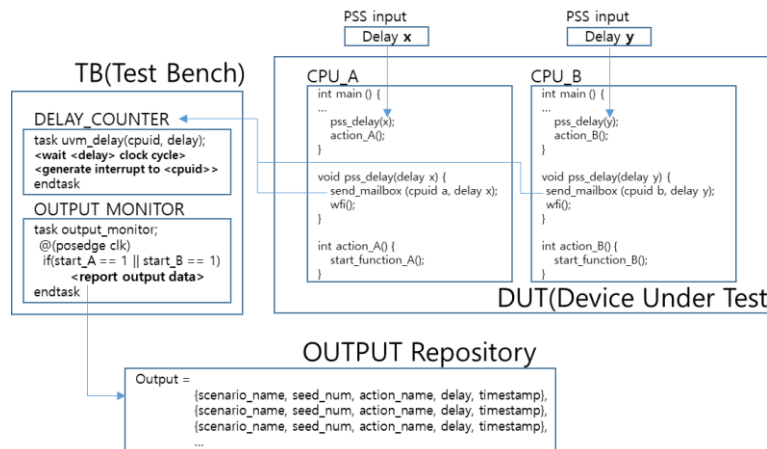 PSS input
Delay x
PSS input
Delay y
TB(Test Bench)
DELAY_COUNTER
task uvm_delay(cpuid, delay);
<wait <delay> clock cycle>
<generate interrupt to <cpuid>>
endtask
OUTPUT MONITOR
task output_monitor;
@(posedge clk)
if(start_A == 1 || start_B == 1)
<report output data>
endtask
CPU_A
int main () {
...
pss_delay(x);
action_A();
}
void pss_delay(delay x) {
send_mailbox (cpuid a, delay x);
wfi();
}
int action_A() {
start_function_A();
}
CPU_B
int main () {
...
pss_delay(y);
action_B();
}
void pss_delay(delay y) {
send_mailbox (cpuid b, delay y);
wfi();
}
int action_B() {
start_function_B();
}
DUT(Device Under Test
OUTPUT Repository
Output =
{scenario_name, seed_num, action_name, delay, timestamp},
{scenario_name, seed_num, action_name, delay, timestamp},
{scenario_name, seed_num, action_name, delay, timestamp},
...